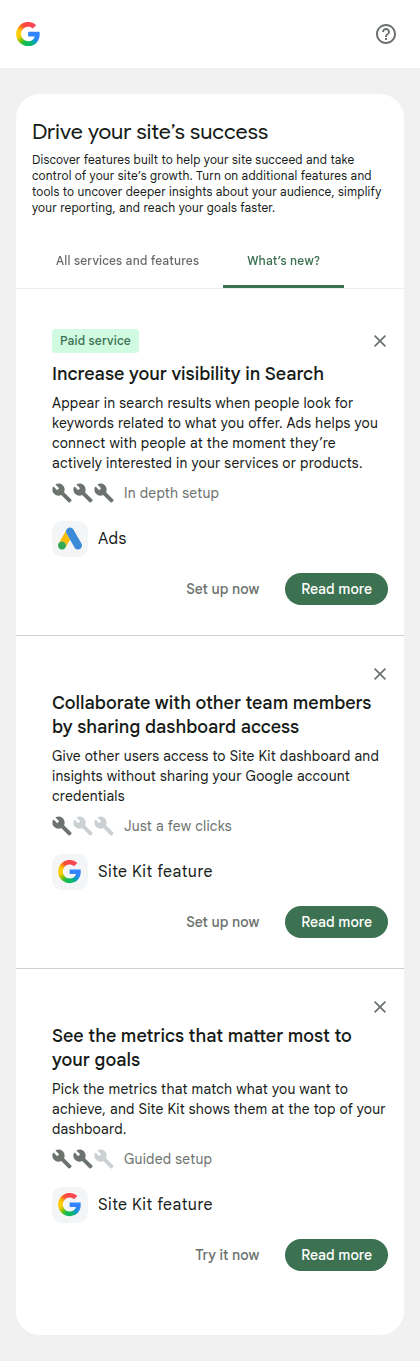 Drive your site’s success
Discover features built to help your site succeed and take
control of your site’s growth. Turn on additional features and
tools to uncover deeper insights about your audience, simplify
your reporting, and reach your goals faster.
All services and features
What’s new?
Paid service
Increase your visibility in Search
Appear in search results when people look for
keywords related to what you offer. Ads helps you
connect with people at the moment they’re
actively interested in your services or products.
In depth setup
Ads
Set up now
Read more
Collaborate with other team members
by sharing dashboard access
Give other users access to Site Kit dashboard and
insights without sharing your Google account
credentials
Just a few clicks
Site Kit feature
Set up now
Read more
See the metrics that matter most to
your goals
Pick the metrics that match what you want to
achieve, and Site Kit shows them at the top of your
dashboard.
Guided setup
Site Kit feature
Try it now
Read more